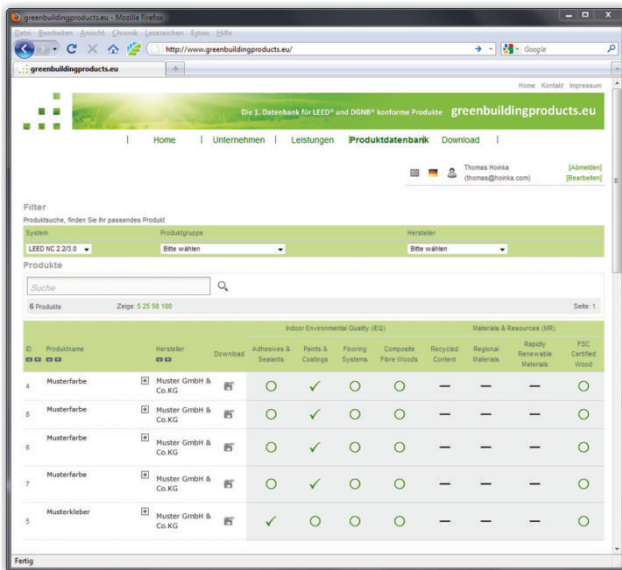 greenbuildingproducts.eu - Mozilla Firefox
Datei Bearbeiten Ansicht Chronik Lesezeichen Extras Hilfe
http://www.greenbuildingproducts.eu/
Google
greenbuildingproducts.eu
Home Kontakt Impressum
Die 1. Datenbank für LEED® und DGNB® konforme Produkte greenbuildingproducts.eu
Home | Unternehmen | Leistungen |Produktdatenbank Download |
Thomas Hoinka [Abmelden]
(thomas@hoinka.com) [Bearbeiten]
Filter
Produktsuche, finden Sie Ihr passendes Produkt
System Produktgruppe Hersteller
LEED NC 2.2/3.0 Bitte wählen Bitte wählen
Produkte
Suche
6 Produkte Zeige: 5 25 50 100 Seite: 1
Indoor Environmental Quality (IEQ) Materials & Resources (MR)
ID Produktname Hersteller Download Adhesives & Sealants Paints & Coatings Flooring Systems Composite Fibre Woods Recycled Content Regional Materials Rapidly Renewable Materials FSC Certified Wood
4 Musterfarbe Muster GmbH &
Co.KG
8 Musterfarbe Muster GmbH &
Co.KG
6 Musterfarbe Muster GmbH &
Co.KG
7 Musterfarbe Muster GmbH &
Co.KG
5 Musterkleber Muster GmbH &
Co.KG
Fertig